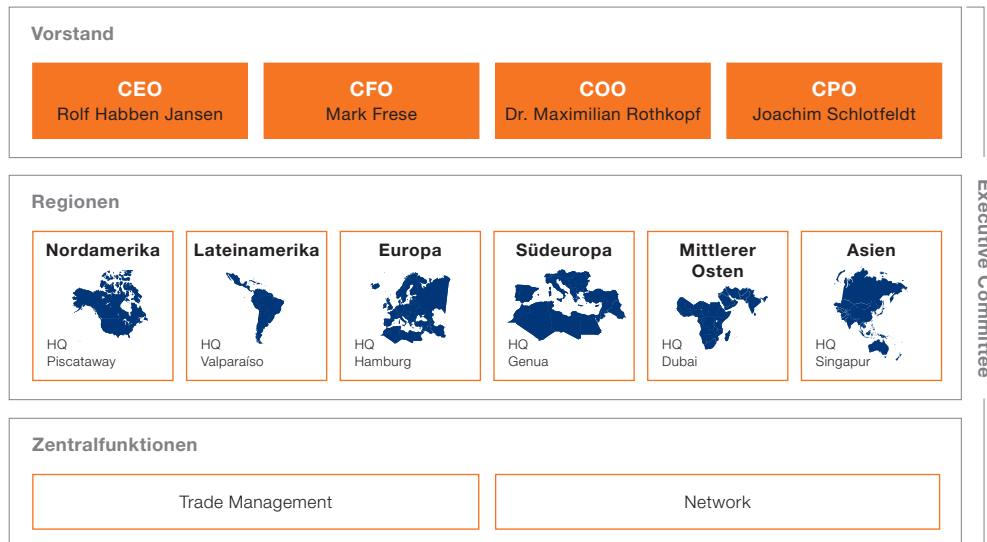 Vorstand
CEO
Rolf Habben Jansen
CFO
Mark Frese
COO
Dr. Maximilian Rothkopf
CPO
Joachim Schlotfeldt
Executive Committee
Regionen
Nordamerika
HQ
Piscataway
Lateinamerika
HQ
Valparaíso
Europa
HQ
Hamburg
Südeuropa
HQ
Genua
Mittlerer
Osten
HQ
Dubai
Asien
HQ
Singapur
Zentralfunktionen
Trade Management
Network